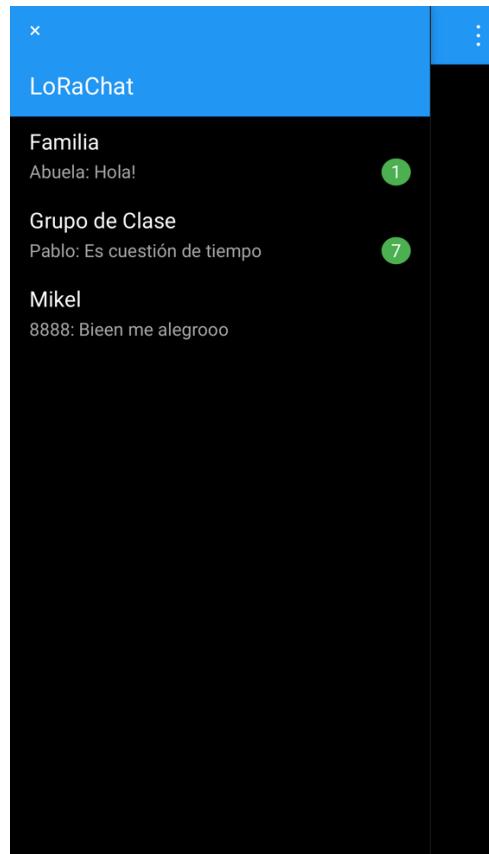 ×
LoRaChat
Familia
Abuela: Hola!
1
Grupo de Clase
Pablo: Es cuestión de tiempo
7
Mikel
8888: Bieen me alegrooo